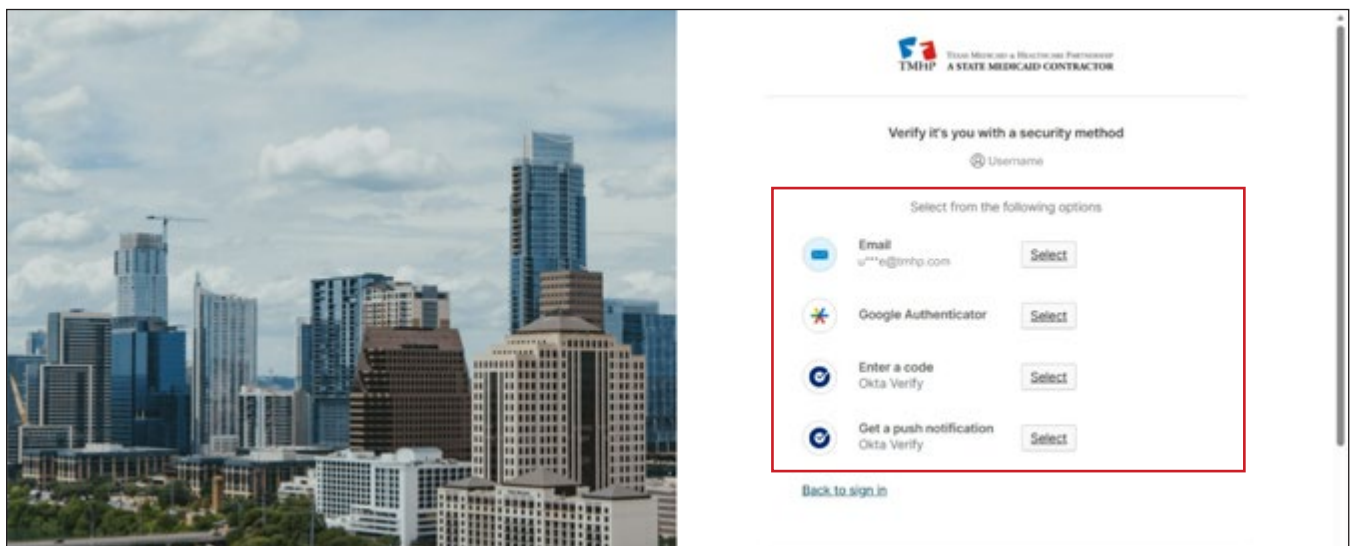 TMHP
TEXAS MEDICAID & HEALTHCARE PARTNERSHIP
A STATE MEDICAID CONTRACTOR
Verify it's you with a security method
Username
Select from the following options
Email
u***e@tmhp.com
Select
Google Authenticator
Select
Enter a code
Okta Verify
Select
Get a push notification
Okta Verify
Select
Back to sign in